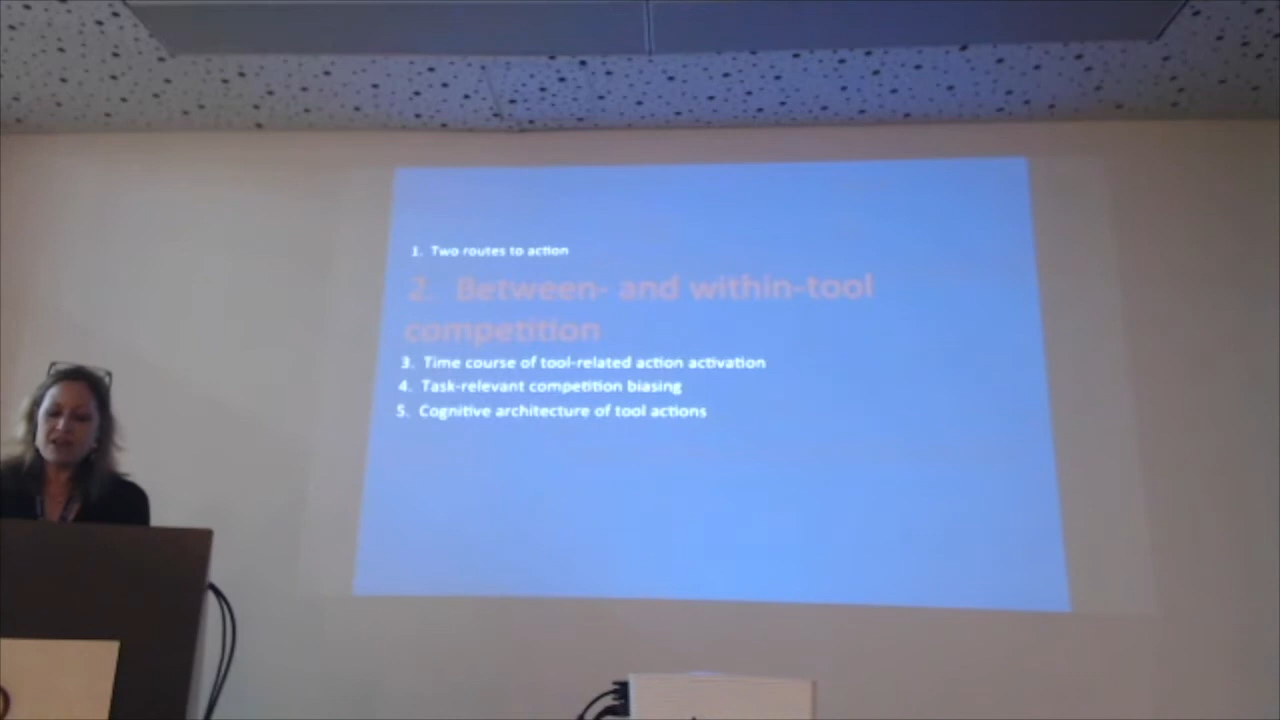 1. Two routes to action
2. Between- and within-tool
competition
3. Time course of tool-related action activation
4. Task-relevant competition biasing
5. Cognitive architecture of tool actions